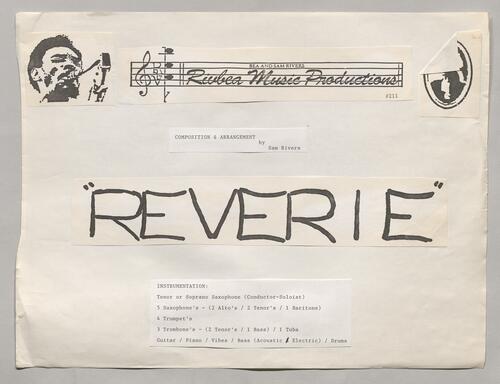 BEA AND SAM RIVERS
Rivbea Music Productions
#111
COMPOSITION & ARRANGEMENT
by
Sam Rivers
"REVERIE"
INSTRUMENTATION:
Tenor or Soprano Saxophone (Conductor-Soloist)
5 Saxophone's - (2 Alto's / 2 Tenor's / 1 Baritone)
4 Trumpet's
3 Trombone's - (2 Tenor's / 1 Bass) / 1 Tuba
Guitar / Piano / Vibes / Bass (Acoustic & Electric) / Drums